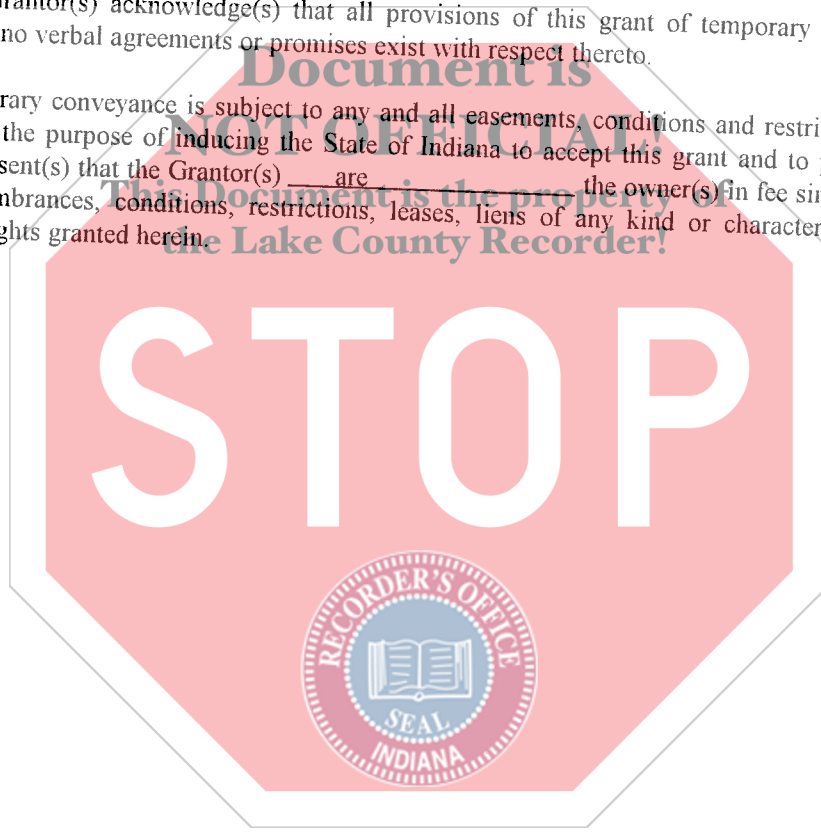 rantor(s) acknowledge(s) that all provisions of this grant of temporary
no verbal agreements or promises exist with respect thereto.
Document is
rary conveyance is subject to any and all easements, conditions and restri
NOT OFFICIAL!
the purpose of inducing the State of Indiana to accept this grant and to
sent(s) that the Grantor(s) are the owner(s) in fee sim
This Document is the property of
mbrances, conditions, restrictions, leases, liens of any kind or character
the Lake County Recorder!
ghts granted herein.
STOP
RECORDER'S OFFICE
SEAL
INDIANA